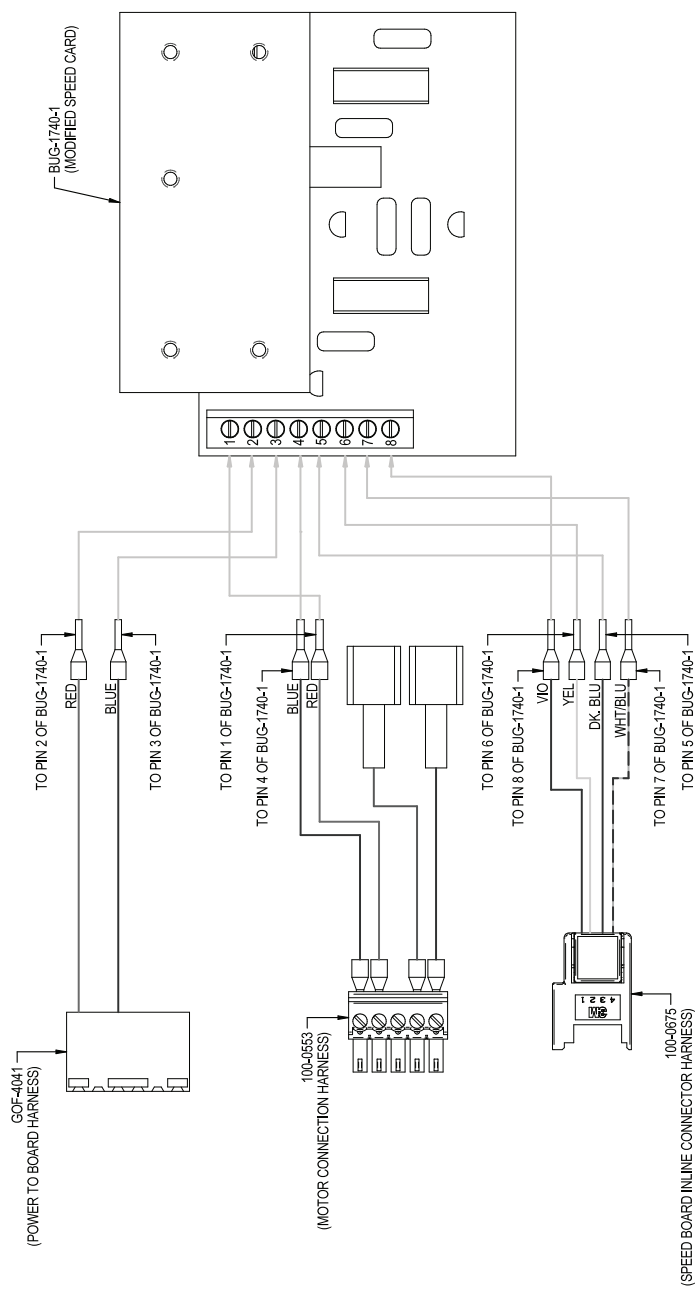 BUG-1740-1
(MODIFIED SPEED CARD)
1
2
3
4
5
6
7
8
TO PIN 2 OF BUG-1740-1
RED
BLUE
TO PIN 3 OF BUG-1740-1
TO PIN 1 OF BUG-1740-1
TO PIN 4 OF BUG-1740-1
BLUE
RED
TO PIN 6 OF BUG-1740-1
TO PIN 8 OF BUG-1740-1
VIO
YEL
DK. BLU
WHT/BLU
TO PIN 7 OF BUG-1740-1
TO PIN 5 OF BUG-1740-1
GOF-4041
(POWER TO BOARD HARNESS)
100-0553
(MOTOR CONNECTION HARNESS)
3M
4 3 2 1
100-0675
(SPEED BOARD INLINE CONNECTOR HARNESS)